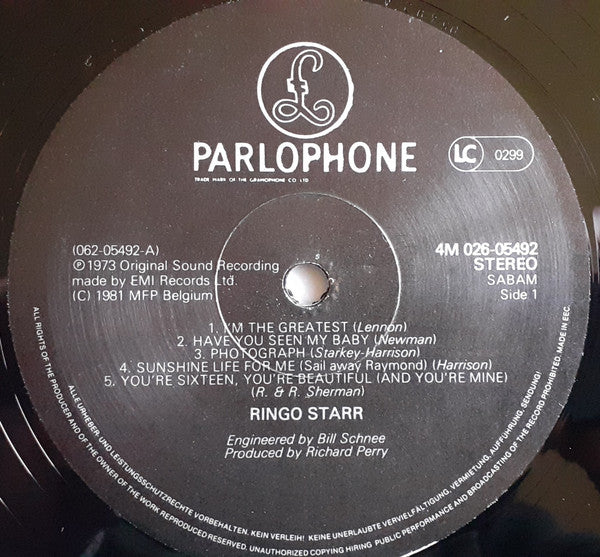 £
PARLOPHONE
TRADE MARK OF THE GRAMOPHONE CO LTD
LC 0299
(062-05492-A)
℗ 1973 Original Sound Recording
made by EMI Records Ltd.
(C) 1981 MFP Belgium
4M 026-05492
STEREO
SABAM
Side 1
1. I'M THE GREATEST (Lennon)
2. HAVE YOU SEEN MY BABY (Newman)
3. PHOTOGRAPH (Starkey-Harrison)
4. SUNSHINE LIFE FOR ME (Sail away Raymond) (Harrison)
5. YOU'RE SIXTEEN, YOU'RE BEAUTIFUL (AND YOU'RE MINE)
(R. & R. Sherman)
RINGO STARR
Engineered by Bill Schnee
Produced by Richard Perry
ALL RIGHTS OF THE PRODUCER AND OF THE OWNER OF THE WORK REPRODUCED RESERVED. UNAUTHORIZED COPYING HIRING PUBLIC PERFORMANCE AND BROADCASTING OF THE RECORD PROHIBITED. MADE IN EEC.
ALLE URHEBER- UND LEISTUNGSSCHUTZRECHTE VORBEHALTEN. KEIN VERLEIH! KEINE UNERLAUBTE VERVIELFÄLTIGUNG, VERMIETUNG, AUFFÜHRUNG, SENDUNG!